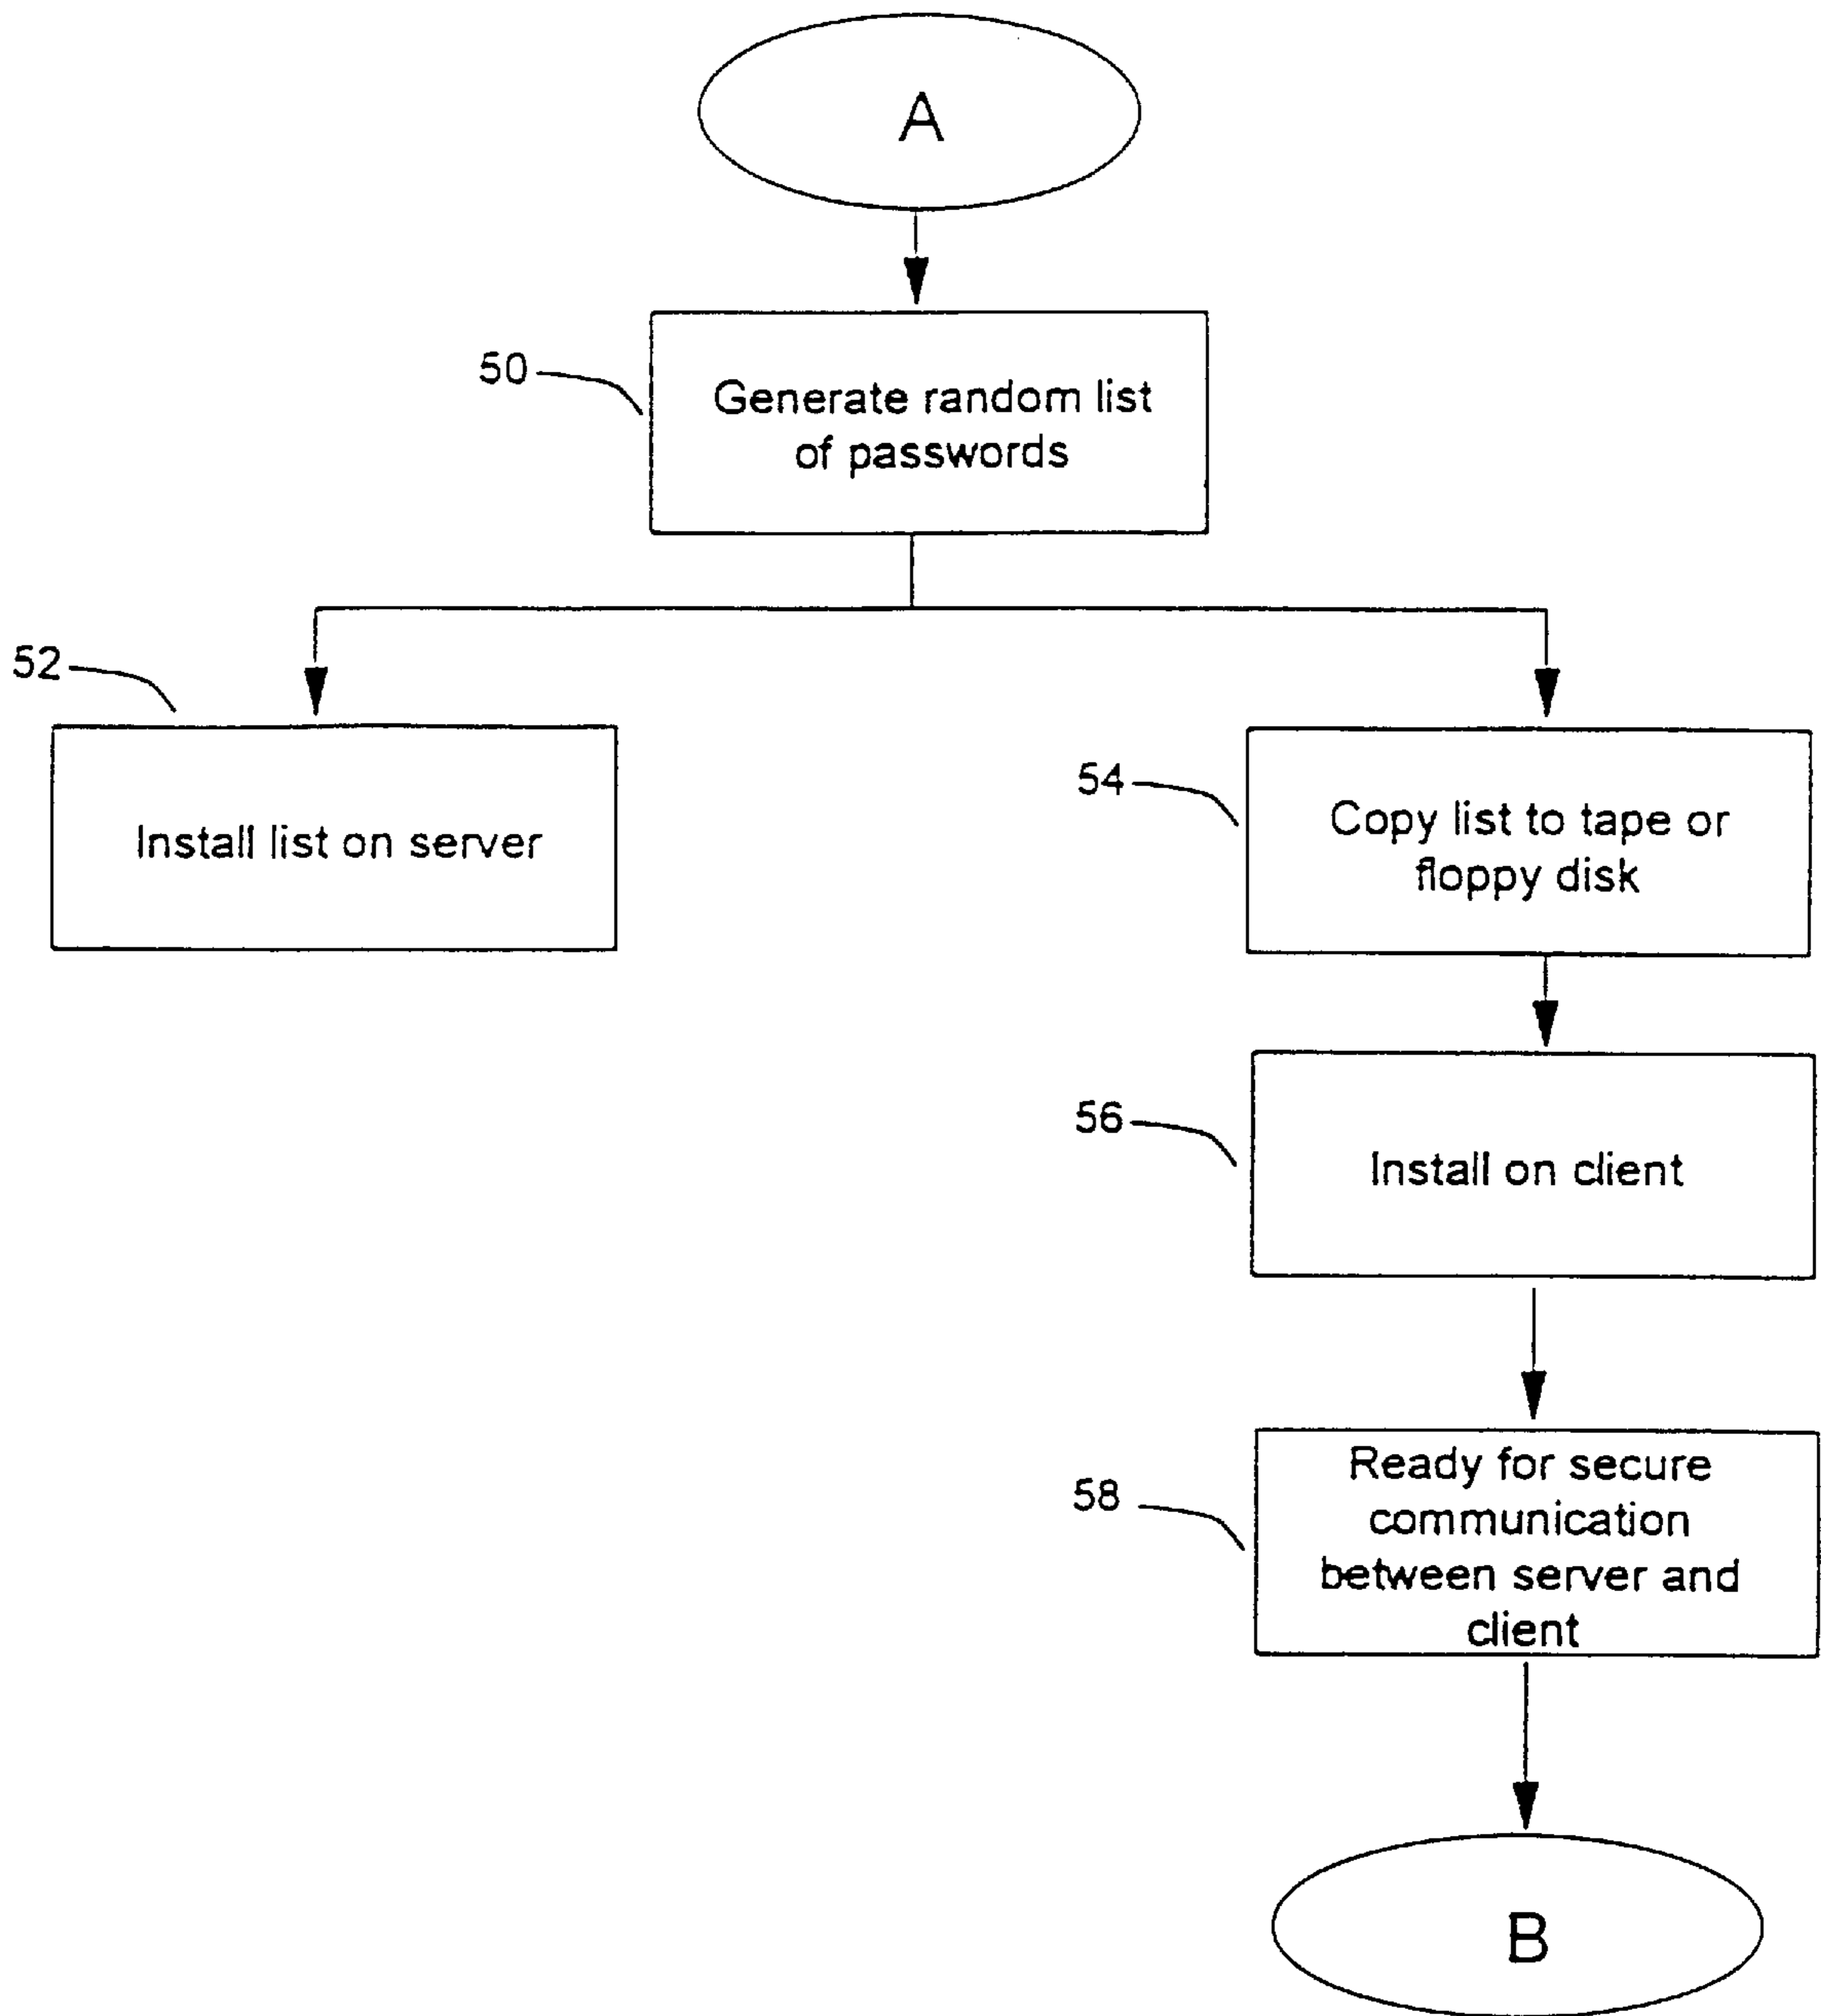 A
50
Generate random list
of passwords
52
Install list on server
54
Copy list to tape or
floppy disk
56
Install on client
58
Ready for secure
communication
between server and
client
B